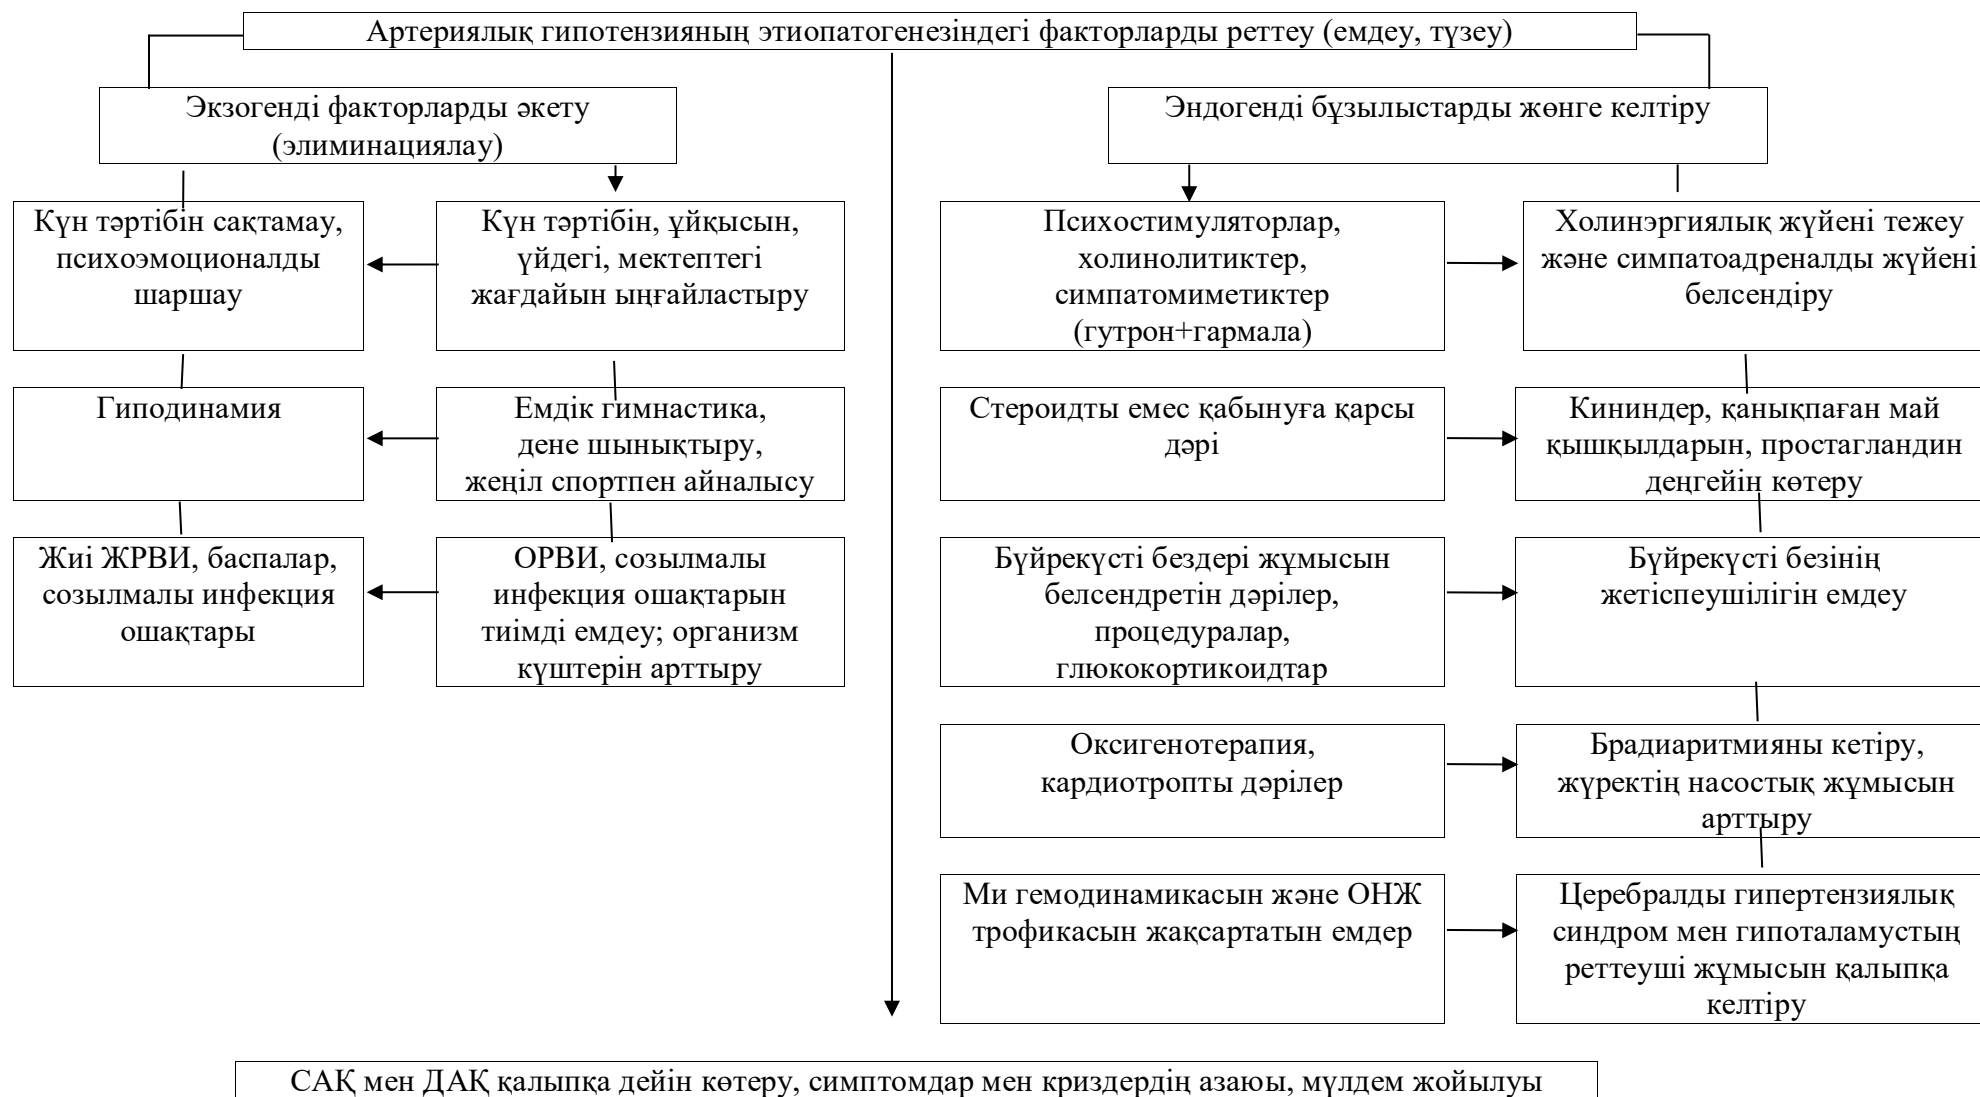 Артериялық гипотензияның этиопатогенезіндегі факторларды реттеу (емдеу, түзеу)
Экзогенді факторларды әкету
(элиминациялау)
Эндогенді бұзылыстарды жөнге келтіру
Күн тәртібін сақтамау,
психоэмоционалды
шаршау
Күн тәртібін, ұйқысын,
үйдегі, мектептегі
жағдайын ыңғайластыру
Психостимуляторлар,
холинолитиктер,
симпатомиметиктер
(гутрон+гармала)
Холинэргиялық жүйені тежеу
және симпатоадреналды жүйені
белсендіру
Гиподинамия
Емдік гимнастика,
дене шынықтыру,
жеңіл спортпен айналысу
Стероидты емес қабынуға қарсы
дәрі
Кининдер, қанықпаған май
қышқылдарын, простагландин
деңгейін көтеру
Жиі ЖРВИ, баспалар,
созылмалы инфекция
ошақтары
ОРВИ, созылмалы
инфекция ошақтарын
тиімді емдеу; организм
күштерін арттыру
Бүйрекүсті бездері жұмысын
белсендретін дәрілер,
процедуралар,
глюкокортикоидтар
Бүйрекүсті безінің
жетіспеушілігін емдеу
Оксигенотерапия,
кардиотропты дәрілер
Брадиаритмияны кетіру,
жүректің насостық жұмысын
арттыру
Ми гемодинамикасын және ОНЖ
трофикасын жақсартатын емдер
Церебралды гипертензиялық
синдром мен гипоталамустың
реттеуші жұмысын қалыпқа
келтіру
САҚ мен ДАҚ қалыпқа дейін көтеру, симптомдар мен криздердің азаюы, мүлдем жойылуы